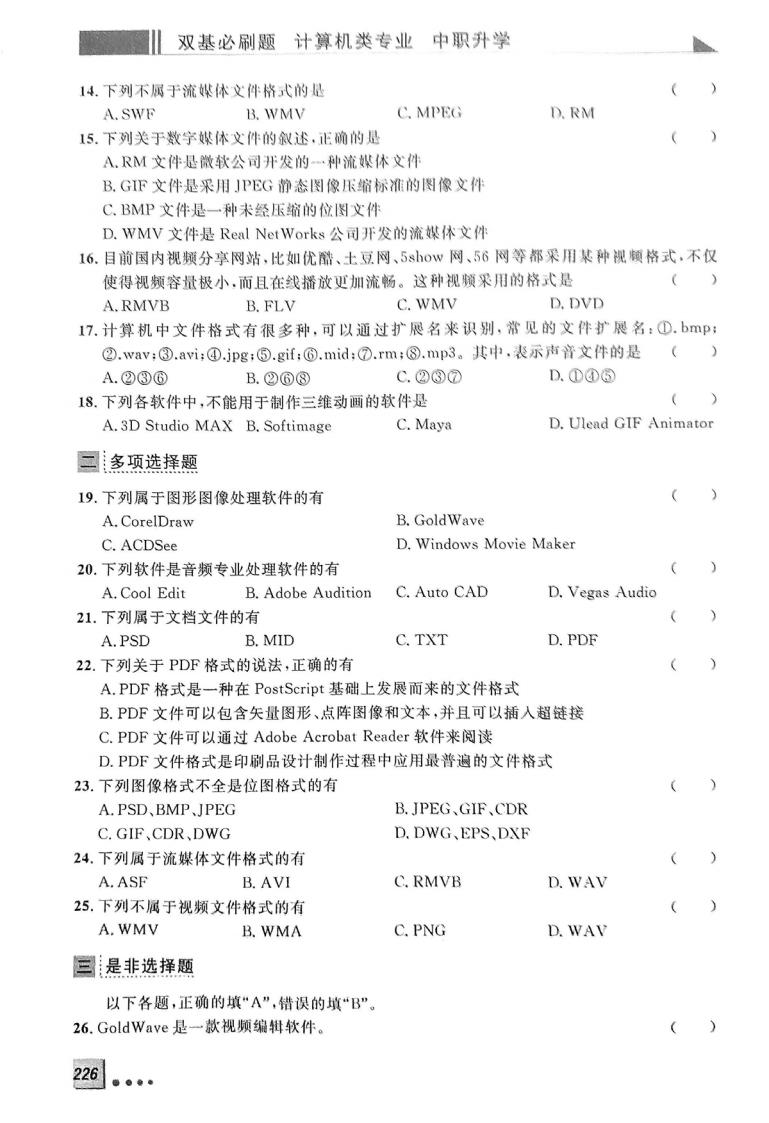 双基必刷题 计算机类专业 中职升学
14. 下列不属于流媒体文件格式的是 ( )
A. SWF B. WMV C. MPEG D. RM
15. 下列关于数字媒体文件的叙述,正确的是 ( )
A. RM 文件是微软公司开发的一种流媒体文件
B. GIF 文件是采用 JPEG 静态图像压缩标准的图像文件
C. BMP 文件是一种未经压缩的位图文件
D. WMV 文件是 Real NetWorks 公司开发的流媒体文件
16. 目前国内视频分享网站,比如优酷、土豆网、5show 网、56 网等都采用某种视频格式,不仅
使得视频容量极小,而且在线播放更加流畅。这种视频采用的格式是 ( )
A. RMVB B. FLV C. WMV D. DVD
17. 计算机中文件格式有很多种,可以通过扩展名来识别,常见的文件扩展名:①. bmp;
②.wav;③.avi;④.jpg;⑤.gif;⑥.mid;⑦.rm;⑧.mp3。其中,表示声音文件的是 ( )
A. ②③⑥ B. ②⑥⑧ C. ②③⑦ D. ①④⑤
18. 下列各软件中,不能用于制作三维动画的软件是 ( )
A. 3D Studio MAX B. Softimage C. Maya D. Ulead GIF Animator
二 多项选择题
19. 下列属于图形图像处理软件的有 ( )
A. CorelDraw B. GoldWave
C. ACDSee D. Windows Movie Maker
20. 下列软件是音频专业处理软件的有 ( )
A. Cool Edit B. Adobe Audition C. Auto CAD D. Vegas Audio
21. 下列属于文档文件的有 ( )
A. PSD B. MID C. TXT D. PDF
22. 下列关于 PDF 格式的说法,正确的有 ( )
A. PDF 格式是一种在 PostScript 基础上发展而来的文件格式
B. PDF 文件可以包含矢量图形、点阵图像和文本,并且可以插入超链接
C. PDF 文件可以通过 Adobe Acrobat Reader 软件来阅读
D. PDF 文件格式是印刷品设计制作过程中应用最普遍的文件格式
23. 下列图像格式不全是位图格式的有 ( )
A. PSD、BMP、JPEG B. JPEG、GIF、CDR
C. GIF、CDR、DWG D. DWG、EPS、DXF
24. 下列属于流媒体文件格式的有 ( )
A. ASF B. AVI C. RMVB D. WAV
25. 下列不属于视频文件格式的有 ( )
A. WMV B. WMA C. PNG D. WAV
三 是非选择题
以下各题,正确的填“A”,错误的填“B”。
26. GoldWave 是一款视频编辑软件。 ( )
226